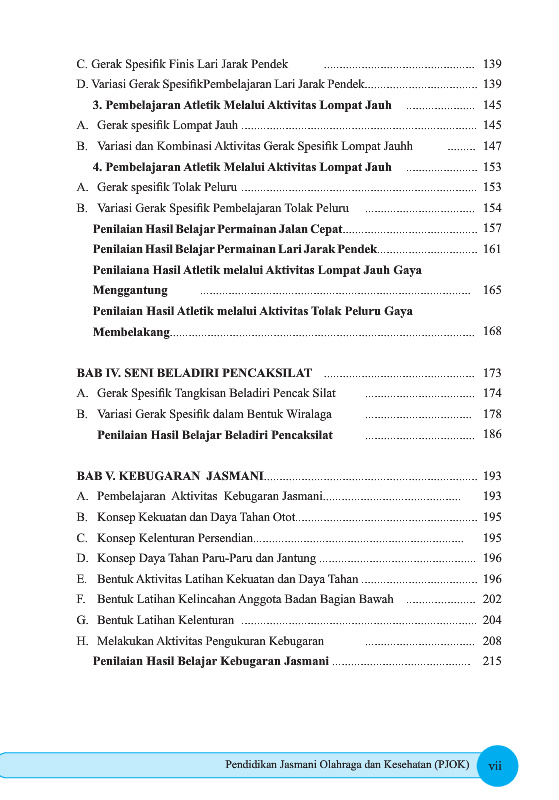 C. Gerak Spesifik Finis Lari Jarak Pendek ................................................ 139
D. Variasi Gerak SpesifikPembelajaran Lari Jarak Pendek.................................... 139
3. Pembelajaran Atletik Melalui Aktivitas Lompat Jauh ...................... 145
A. Gerak spesifik Lompat Jauh ........................................................................... 145
B. Variasi dan Kombinasi Aktivitas Gerak Spesifik Lompat Jauhh ......... 147
4. Pembelajaran Atletik Melalui Aktivitas Lompat Jauh ...................... 153
A. Gerak spesifik Tolak Peluru ........................................................................... 153
B. Variasi Gerak Spesifik Pembelajaran Tolak Peluru ................................... 154
Penilaian Hasil Belajar Permainan Jalan Cepat........................................... 157
Penilaian Hasil Belajar Permainan Lari Jarak Pendek................................ 161
Penilaiana Hasil Atletik melalui Aktivitas Lompat Jauh Gaya
Menggantung ...................................................................................... 165
Penilaian Hasil Atletik melalui Aktivitas Tolak Peluru Gaya
Membelakang................................................................................................. 168
BAB IV. SENI BELADIRI PENCAKSILAT ................................................ 173
A. Gerak Spesifik Tangkisan Beladiri Pencak Silat ................................... 174
B. Variasi Gerak Spesifik dalam Bentuk Wiralaga .................................. 178
Penilaian Hasil Belajar Beladiri Pencaksilat ................................... 186
BAB V. KEBUGARAN JASMANI.................................................................... 193
A. Pembelajaran Aktivitas Kebugaran Jasmani............................................ 193
B. Konsep Kekuatan dan Daya Tahan Otot.......................................................... 195
C. Konsep Kelenturan Persendian................................................................... 195
D. Konsep Daya Tahan Paru-Paru dan Jantung .................................................. 196
E. Bentuk Aktivitas Latihan Kekuatan dan Daya Tahan ..................................... 196
F. Bentuk Latihan Kelincahan Anggota Badan Bagian Bawah ...................... 202
G. Bentuk Latihan Kelenturan ........................................................................... 204
H. Melakukan Aktivitas Pengukuran Kebugaran ................................... 208
Penilaian Hasil Belajar Kebugaran Jasmani ............................................ 215
Pendidikan Jasmani Olahraga dan Kesehatan (PJOK) vii